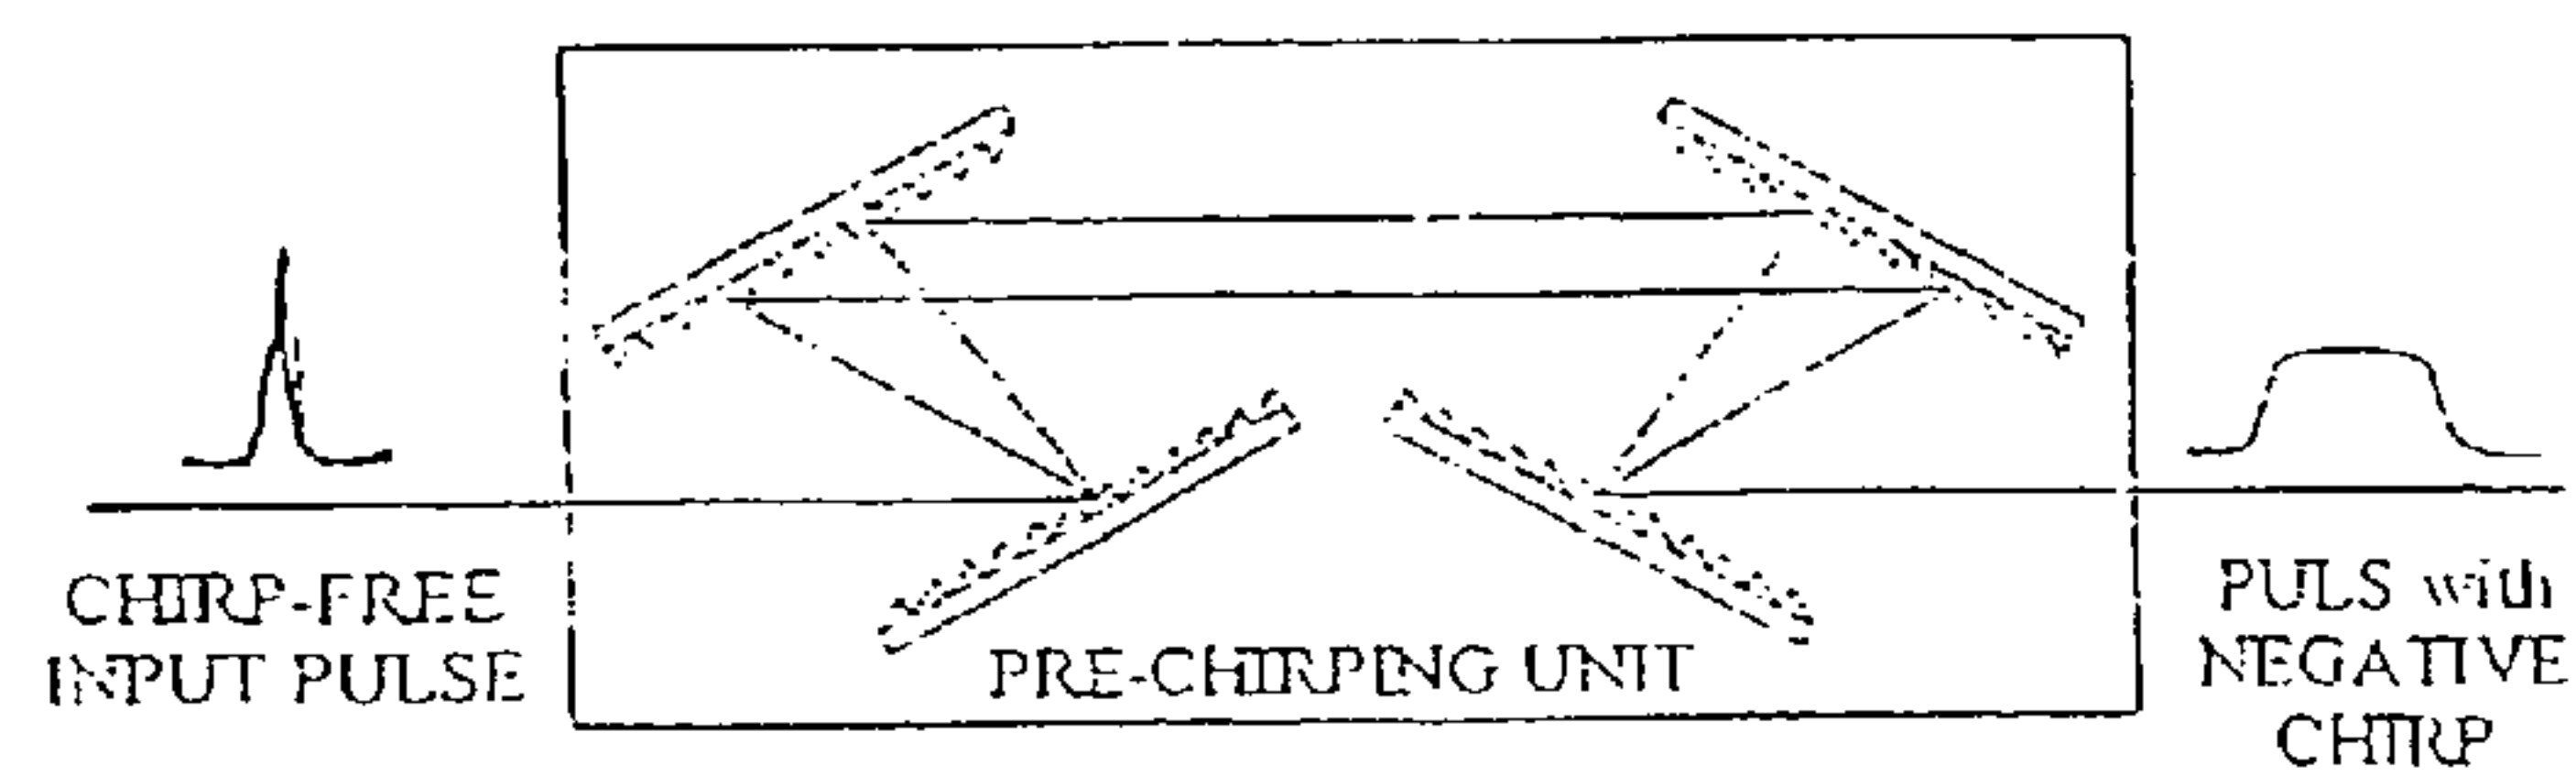 CHIRP-FREE
INPUT PULSE
PRE-CHIRPING UNIT
PULS with
NEGATIVE
CHIRP